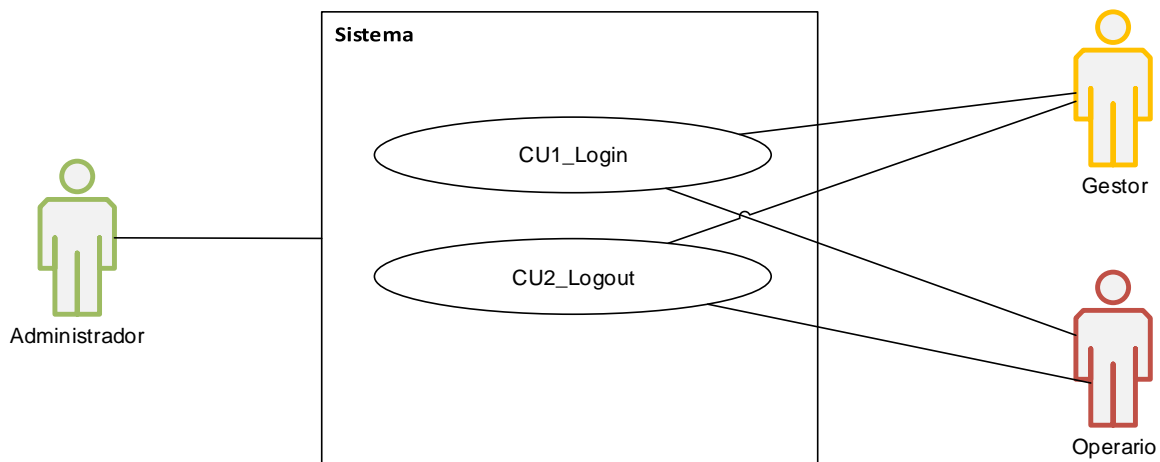 Sistema
CU1_Login
Gestor
CU2_Logout
Administrador
Operario